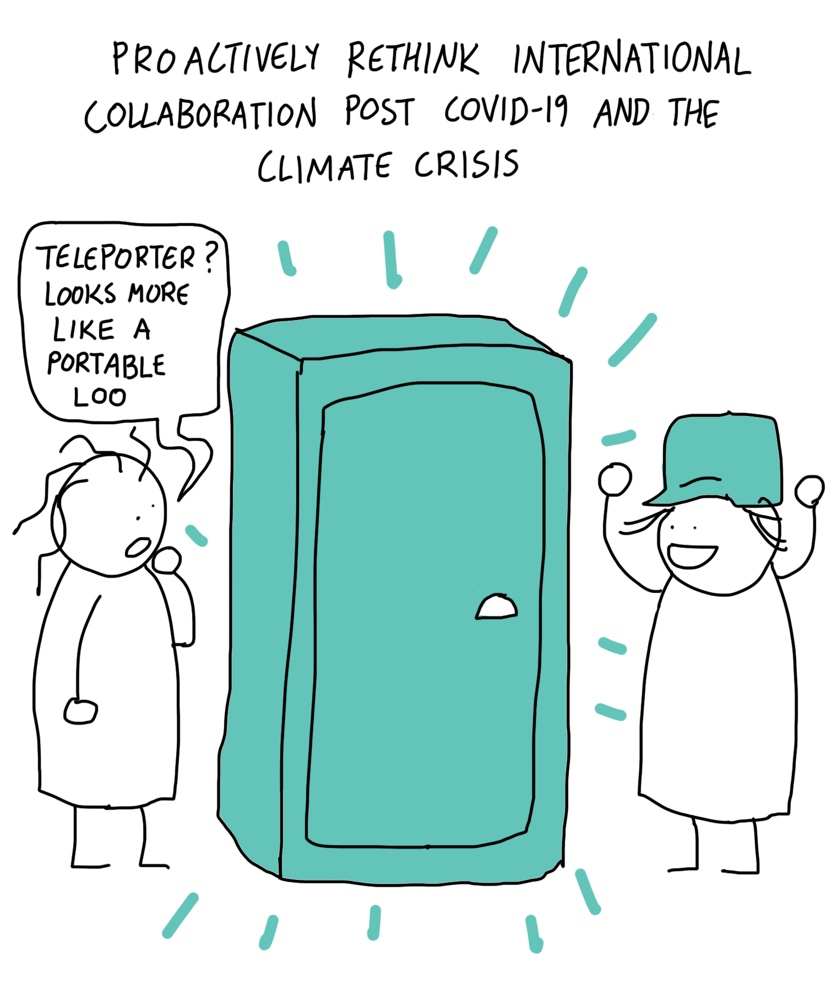 PROACTIVELY RETHINK INTERNATIONAL
COLLABORATION POST COVID-19 AND THE
CLIMATE CRISIS
TELEPORTER?
LOOKS MORE
LIKE A
PORTABLE
LOO